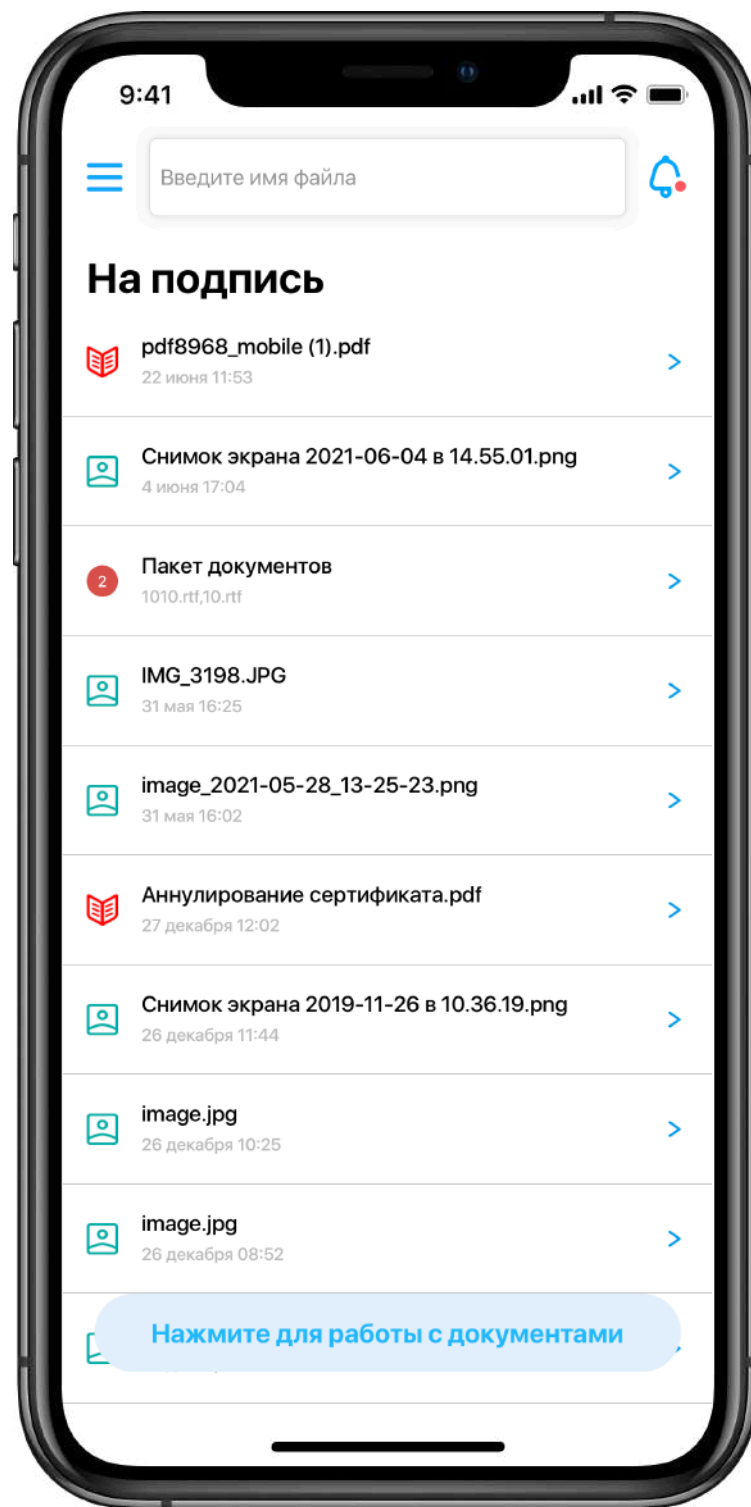 9:41
Введите имя файла
На подпись
pdf8968_mobile (1).pdf
22 июня 11:53
Снимок экрана 2021-06-04 в 14.55.01.png
4 июня 17:04
2
Пакет документов
1010.rtf,10.rtf
IMG_3198.JPG
31 мая 16:25
image_2021-05-28_13-25-23.png
31 мая 16:02
Аннулирование сертификата.pdf
27 декабря 12:02
Снимок экрана 2019-11-26 в 10.36.19.png
26 декабря 11:44
image.jpg
26 декабря 10:25
image.jpg
26 декабря 08:52
Нажмите для работы с документами